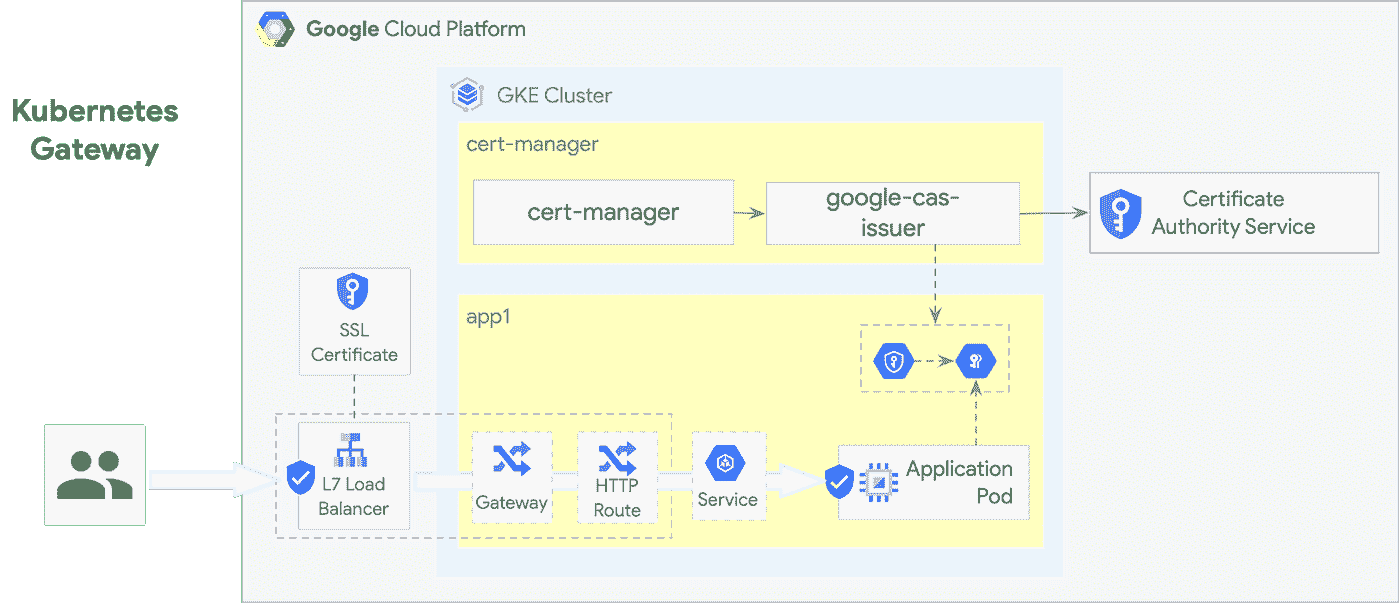 Google Cloud Platform
Kubernetes
Gateway
GKE Cluster
cert-manager
cert-manager
google-cas-
issuer
Certificate
Authority Service
SSL
Certificate
app1
L7 Load
Balancer
Gateway
HTTP
Route
Service
Application
Pod